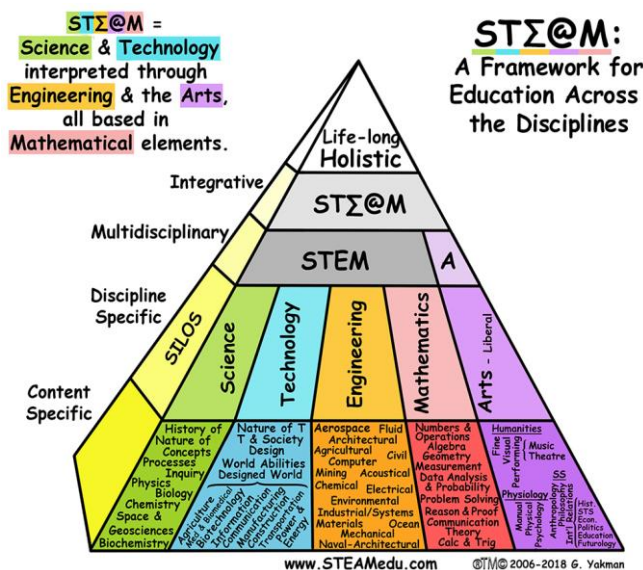 STΣ@M =
Science & Technology
interpreted through
Engineering & the Arts,
all based in
Mathematical elements.
STΣ@M:
A Framework for
Education Across
the Disciplines
Life-long
Holistic
Integrative
STΣ@M
Multidisciplinary
STEM
A
Discipline
Specific
SILOS
Science
Technology
Engineering
Mathematics
Arts - Liberal
Content
Specific
History of
Nature of
Concepts
Processes
Inquiry
Physics
Biology
Chemistry
Space &
Geosciences
Biochemistry
Nature of T
T & Society
Design
World Abilities
Designed World
Agriculture
Med & Biomedical
Biotechnology
Information &
Communication
Manufacturing
Construction
Transportation
Power &
Energy
Aerospace Fluid
Architectural
Agricultural Civil
Computer
Mining Acoustical
Chemical Electrical
Environmental
Industrial/Systems
Materials Ocean
Mechanical
Naval-Architectural
Numbers &
Operations
Algebra
Geometry
Measurement
Data Analysis
& Probability
Problem Solving
Reason & Proof
Communication
Theory
Calc & Trig
Humanities
Fine
Visual
Performing
Music
Theatre
Physiology
Manual
Physical
Psychology
SS
Anthropology
Philosophy
Int'l Relations
Hist.
STS
Econ.
Politics
Education
Futurology
www.STEAMedu.com
®TM© 2006-2018 G. Yakman